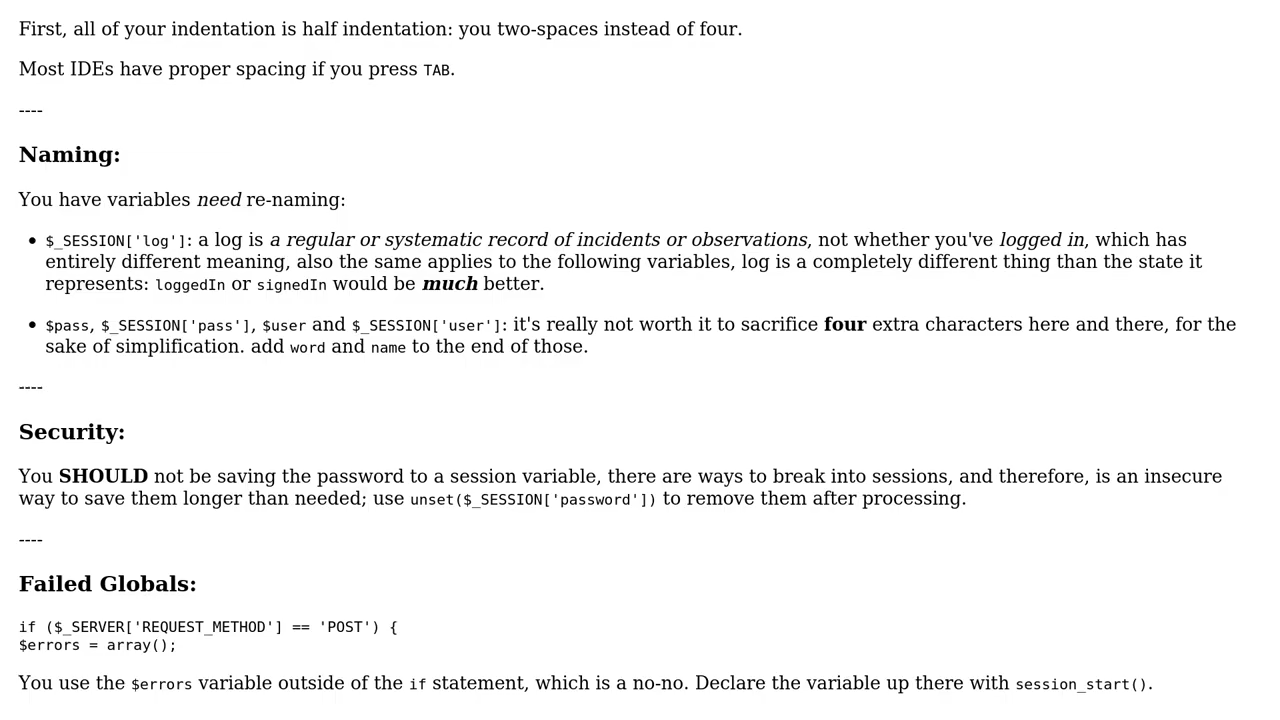 First, all of your indentation is half indentation: you two-spaces instead of four.
Most IDEs have proper spacing if you press TAB.
----
Naming:
You have variables need re-naming:
• $_SESSION['log']: a log is a regular or systematic record of incidents or observations, not whether you've logged in, which has
entirely different meaning, also the same applies to the following variables, log is a completely different thing than the state it
represents: loggedIn or signedIn would be much better.
• $pass, $_SESSION['pass'], $user and $_SESSION['user']: it's really not worth it to sacrifice four extra characters here and there, for the
sake of simplification. add word and name to the end of those.
----
Security:
You SHOULD not be saving the password to a session variable, there are ways to break into sessions, and therefore, is an insecure
way to save them longer than needed; use unset($_SESSION['password']) to remove them after processing.
----
Failed Globals:
if ($_SERVER['REQUEST_METHOD'] == 'POST') {
$errors = array();
You use the $errors variable outside of the if statement, which is a no-no. Declare the variable up there with session_start().